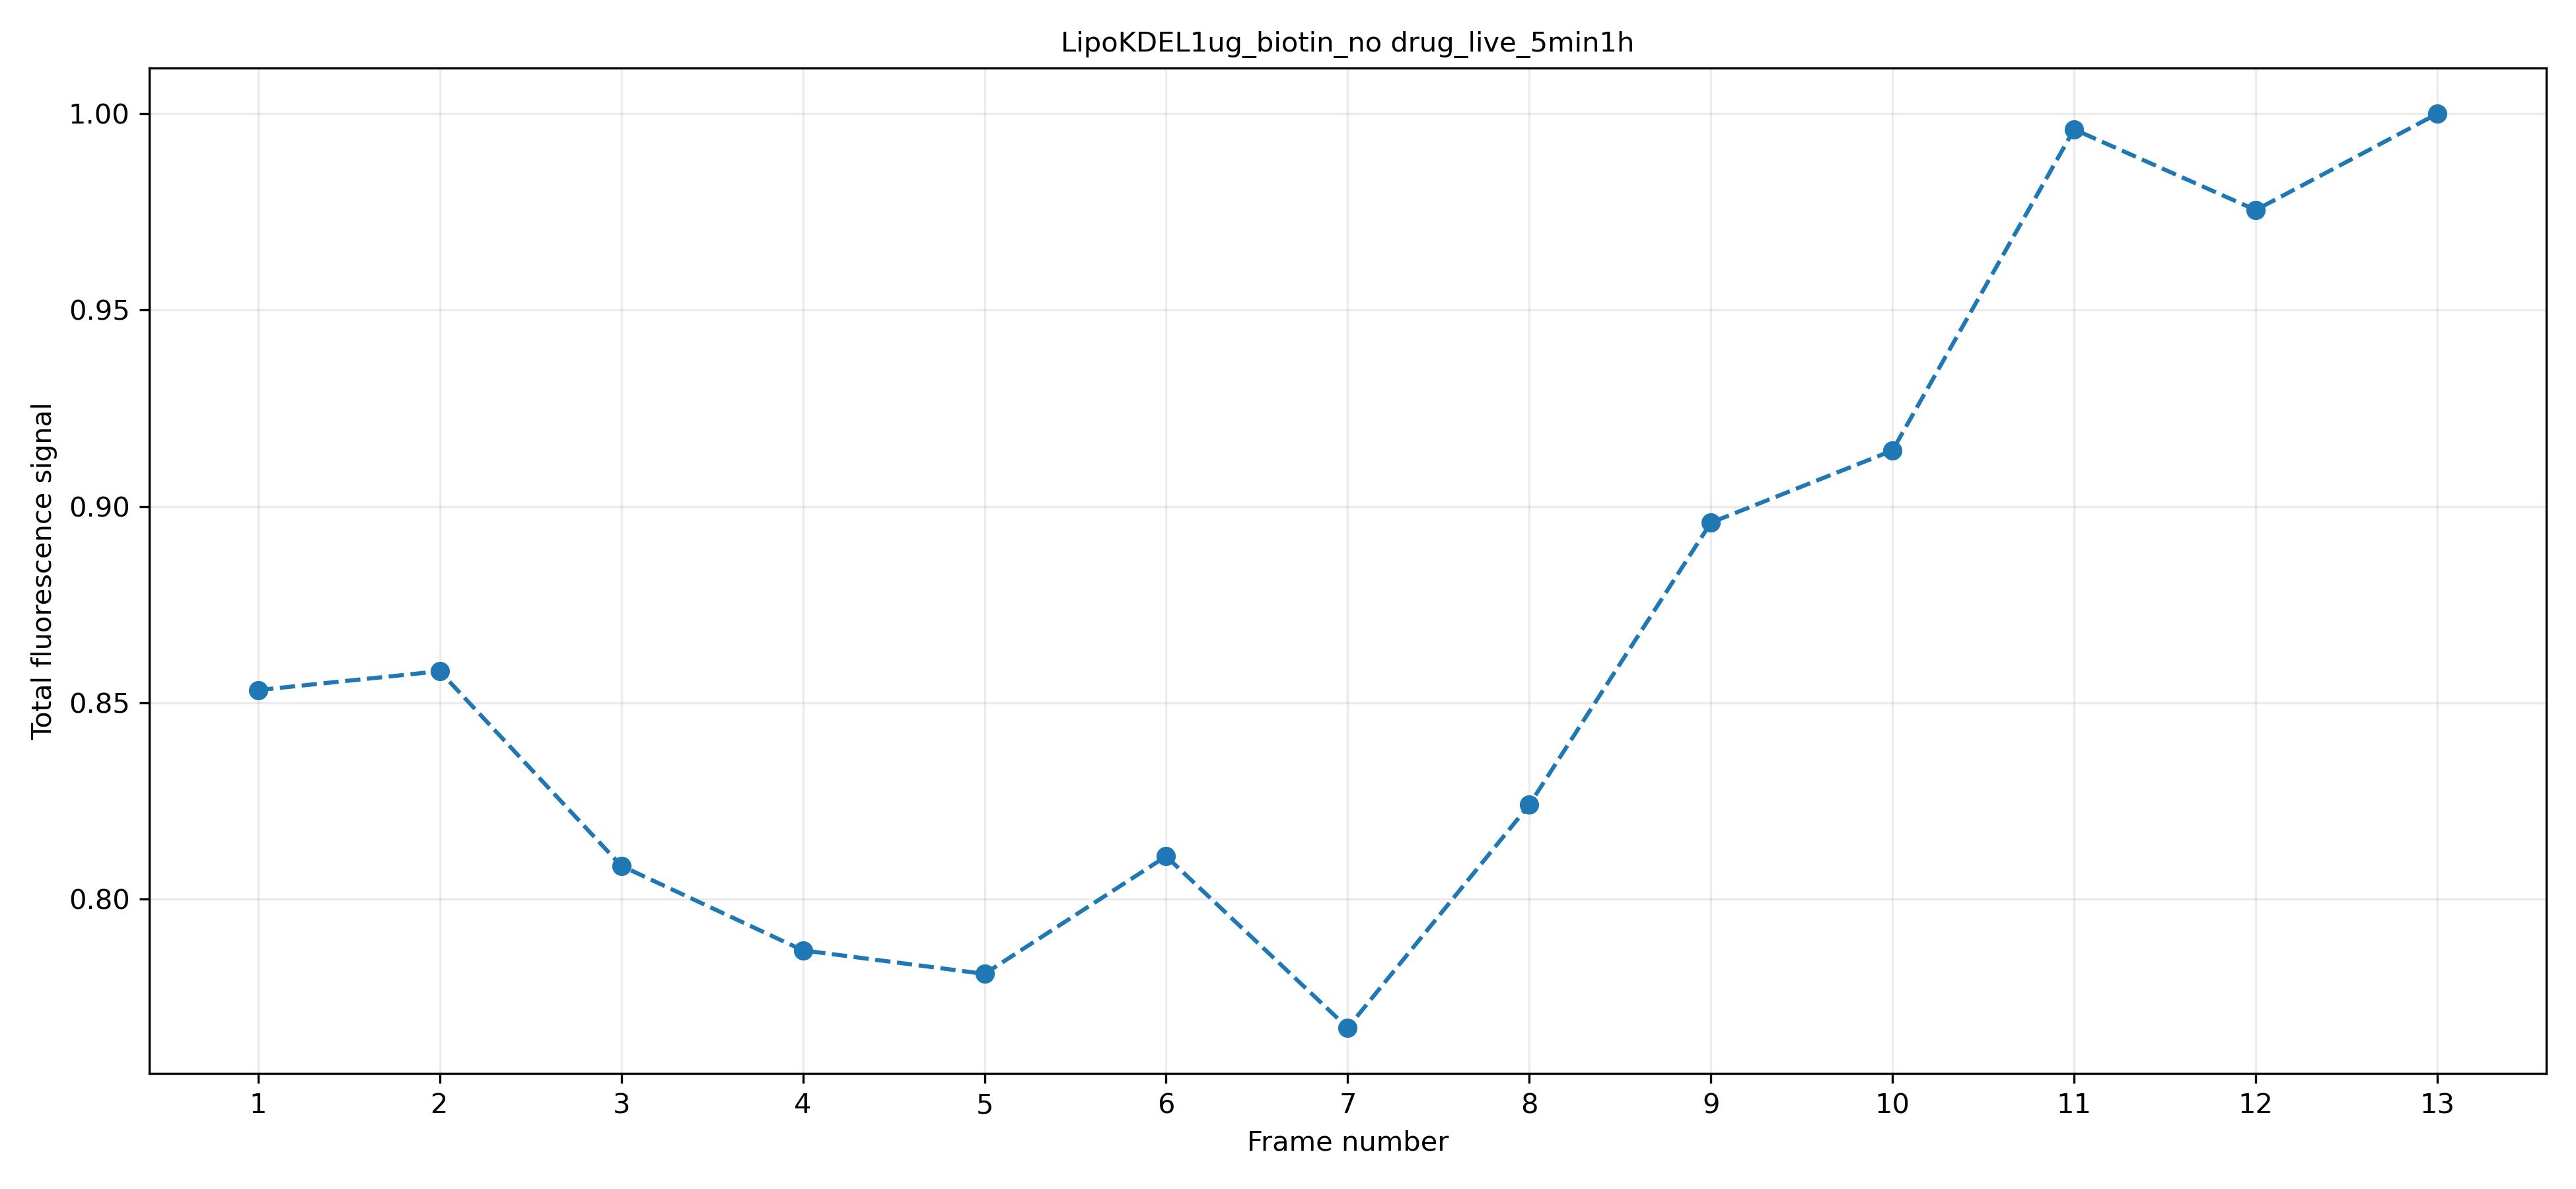 LipoKDEL1ug_biotin_no drug_live_5min1h
Total fluorescence signal
1.00
0.95
0.90
0.85
0.80
1 2 3 4 5 6 7 8 9 10 11 12 13
Frame number